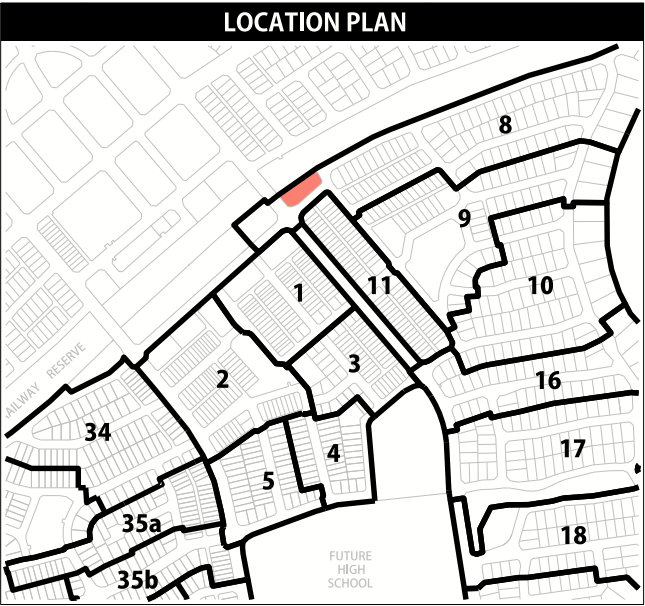 LOCATION PLAN
8
9
1
11
10
3
2
16
34
17
4
5
35a
18
35b
RAILWAY RESERVE
FUTURE
HIGH
SCHOOL